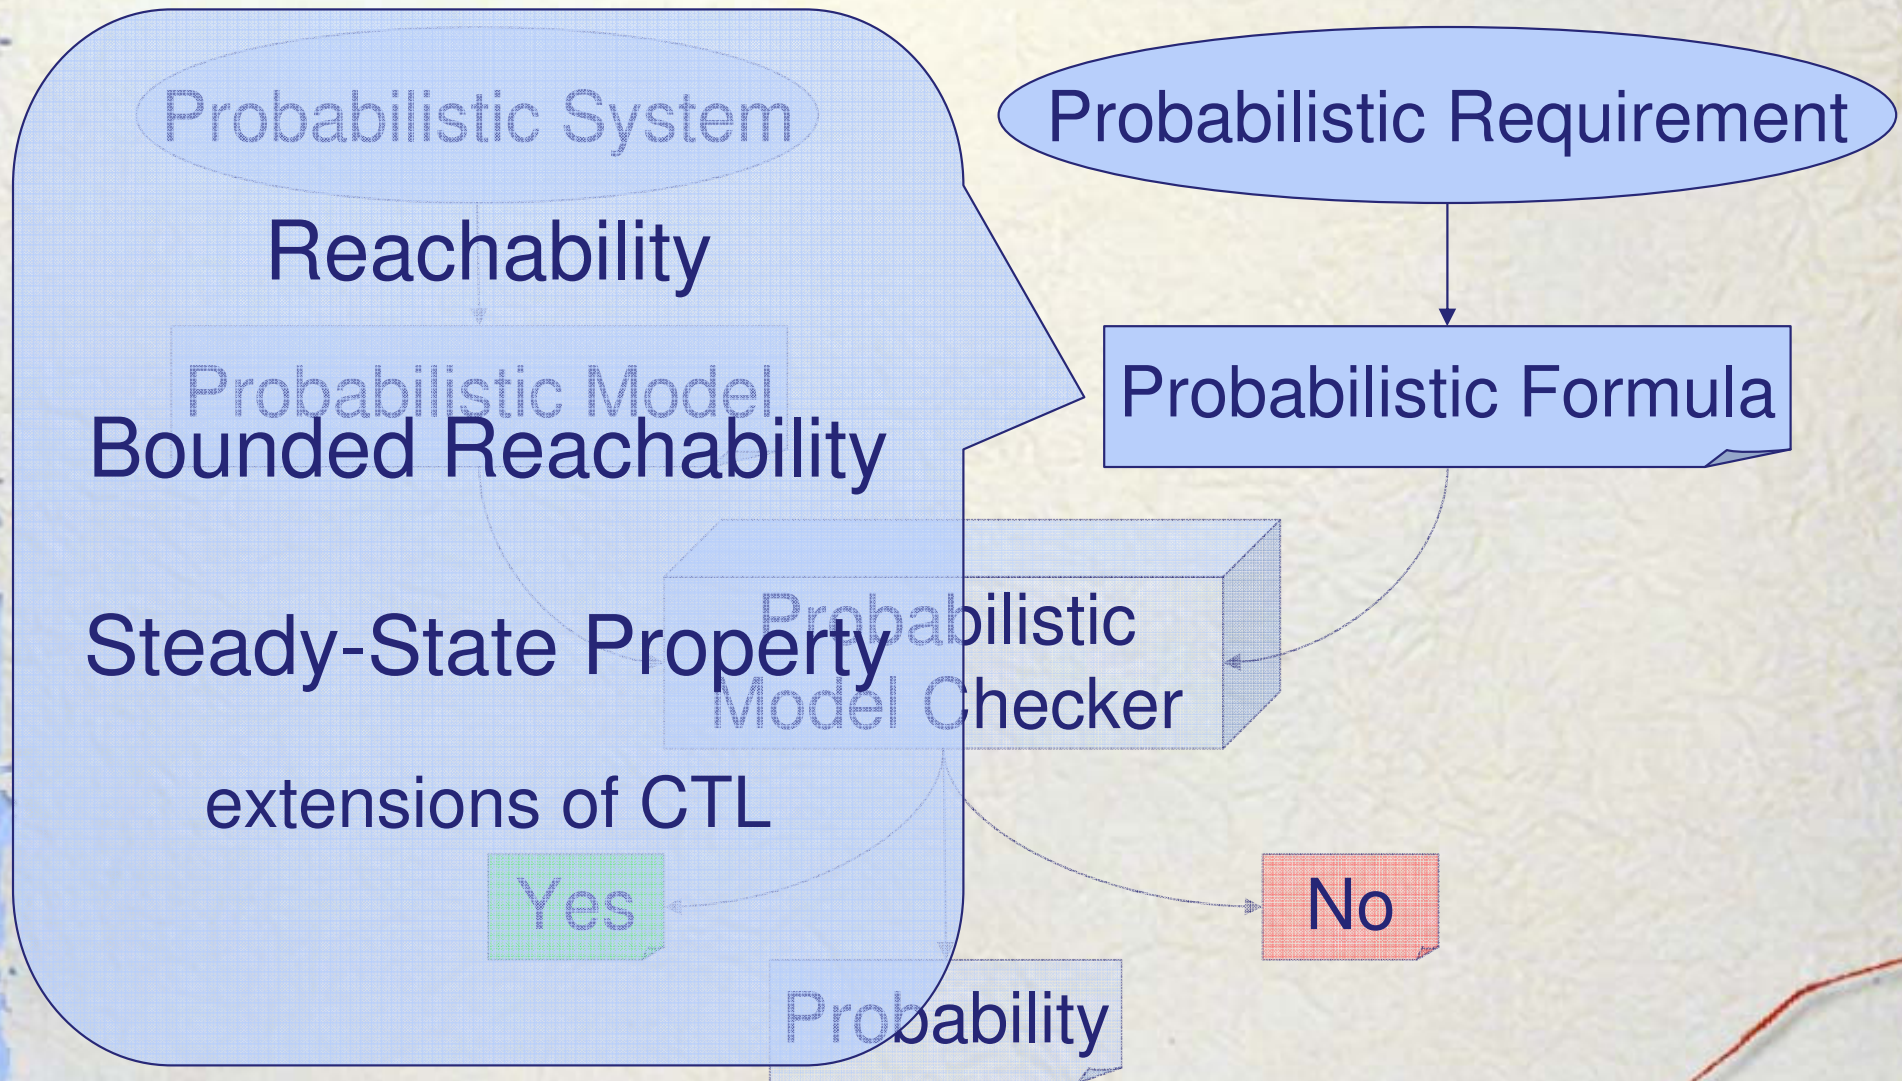 Probabilistic System
Probabilistic Requirement
Reachability
Probabilistic Model
Probabilistic Formula
Bounded Reachability
Probabilistic
Model Checker
Steady-State Property
extensions of CTL
Yes
No
Probability